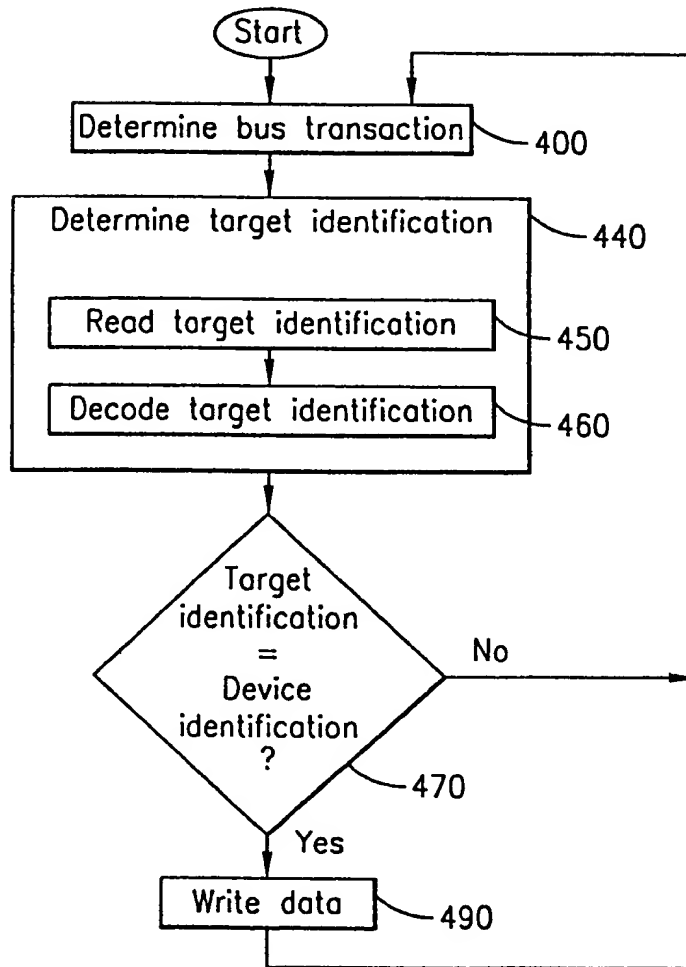 Start
Determine bus transaction
400
Determine target identification
440
Read target identification
450
Decode target identification
460
Target
identification
=
Device
identification
?
No
470
Yes
Write data
490